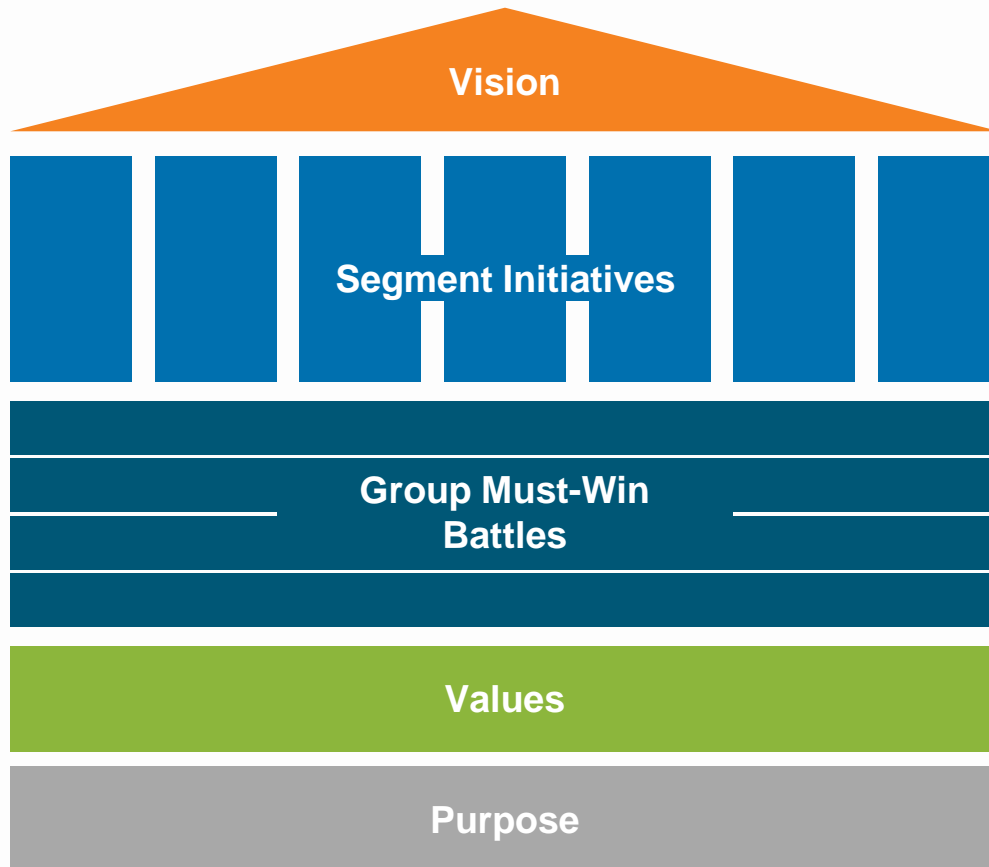 Vision
Segment Initiatives
Group Must-Win
Battles
Values
Purpose